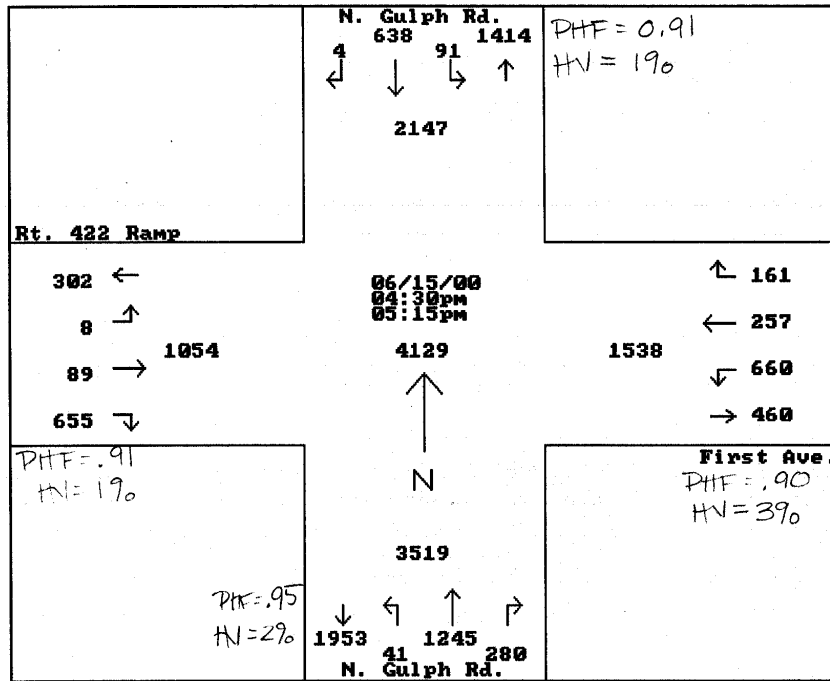 N. Gulph Rd.
4 638 91 1414
2147
PHF = 0.91
HV = 1%
Rt. 422 Ramp
302
8
89
655
1054
06/15/00
04:30pm
05:15pm
4129
1538
161
257
660
460
First Ave.
PHF = .91
HV = 1%
PHF = .90
HV = 3%
N
3519
PHF = .95
HV = 2%
1953 41 1245 280
N. Gulph Rd.